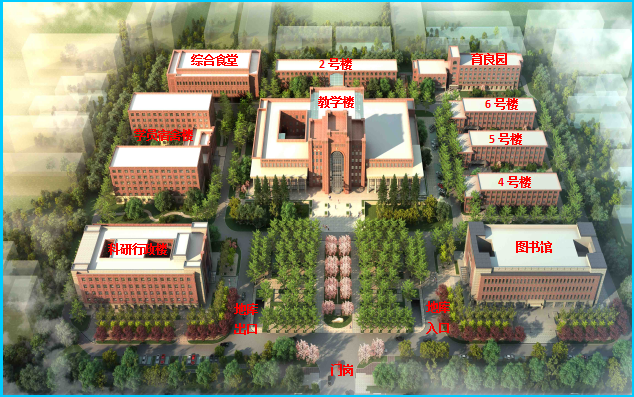 综合食堂
2 号楼
育良园
教学楼
6 号楼
5 号楼
4 号楼
科研行政楼
图书馆
地库
出口
地库
入口
门岗